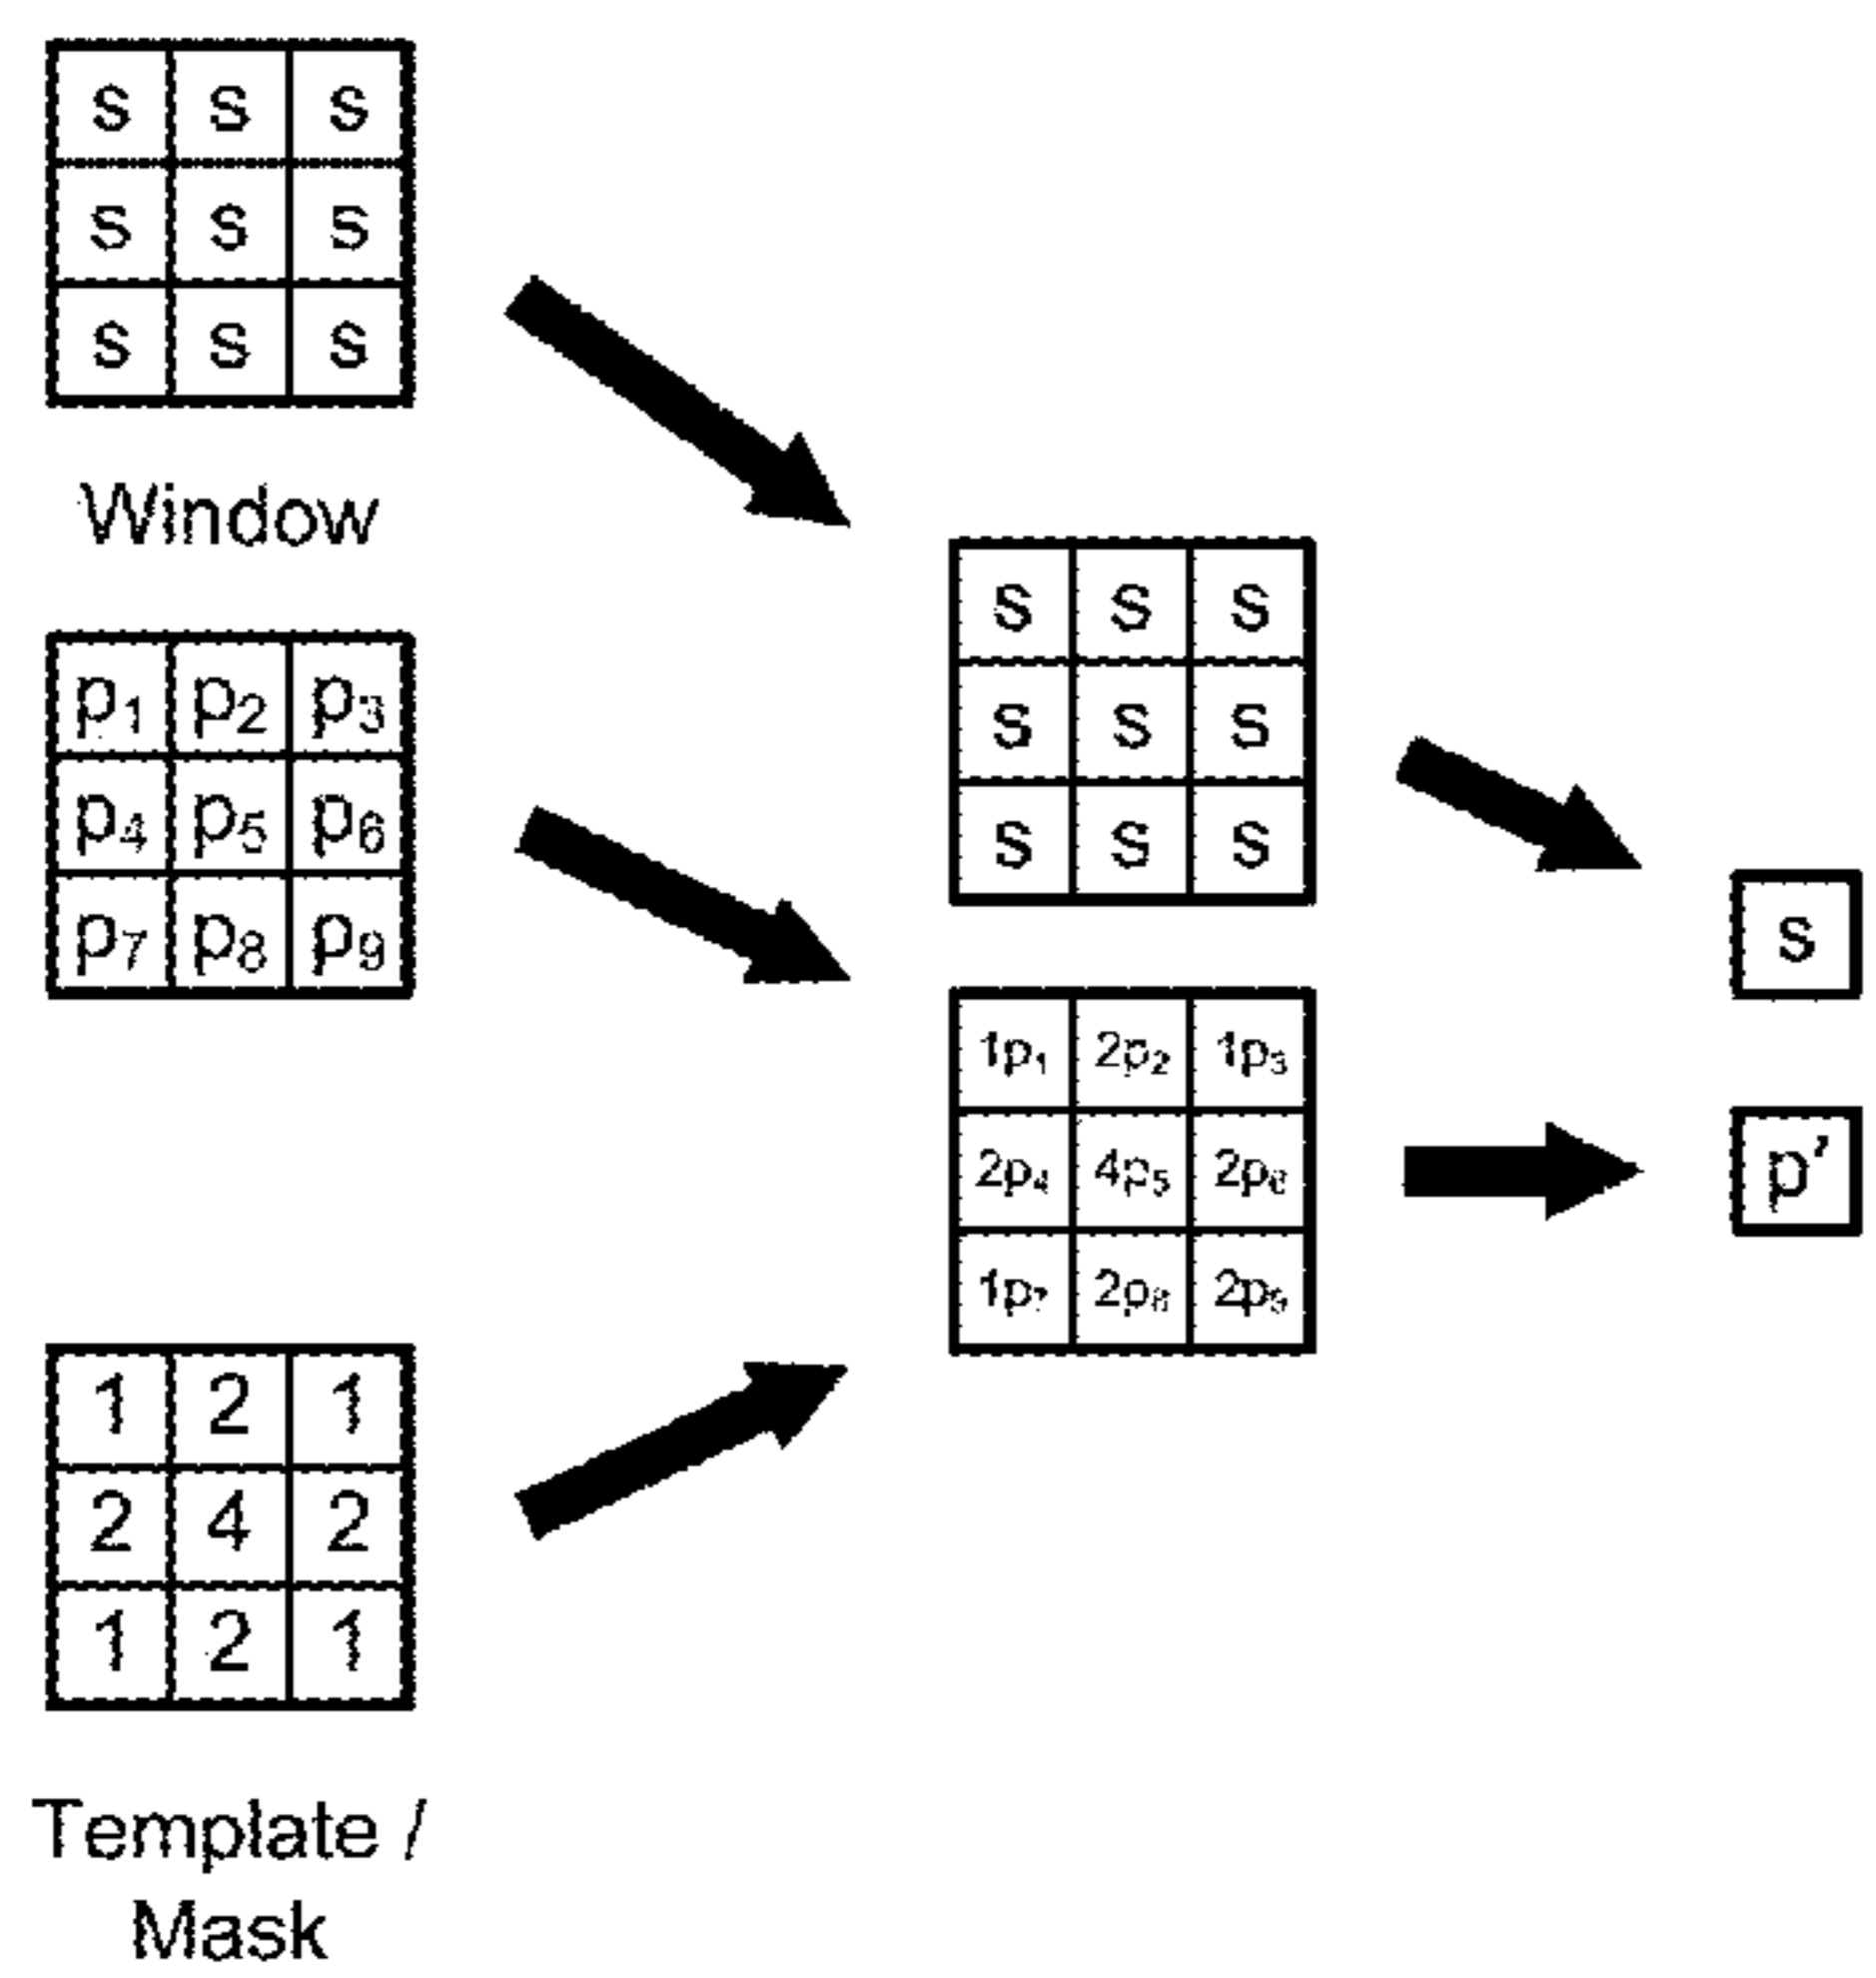 s s s
s s s
s s s
Window
p1 p2 p3
p4 p5 p6
p7 p8 p9
1 2 1
2 4 2
1 2 1
Template /
Mask
s s s
s s s
s s s
1p1 2p2 1p3
2p4 4p5 2p6
1p7 2p8 2p9
s
p'